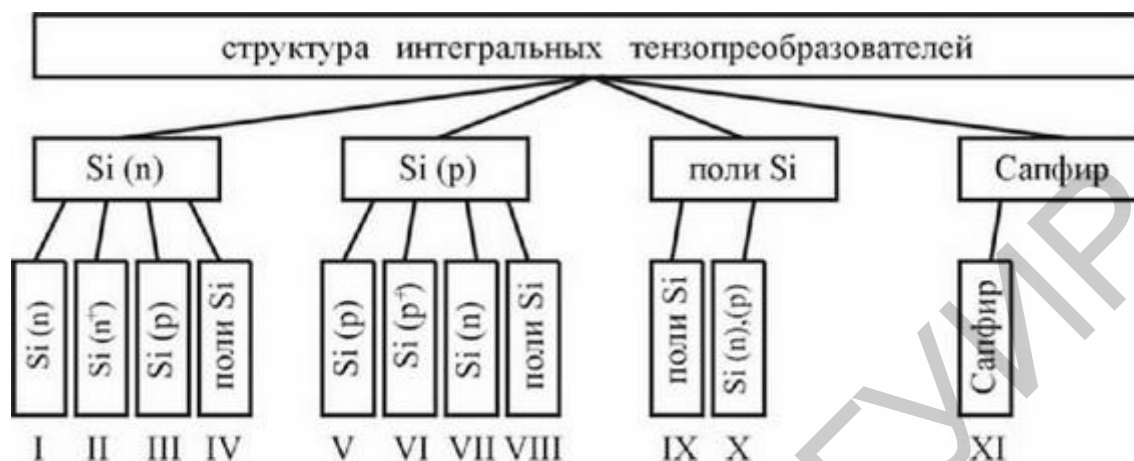 структура интегральных тензопреобразователей
Si (n) Si (p) поли Si Сапфир
Si (n) Si (n⁺) Si (p) поли Si Si (p) Si (p⁺) Si (n) поли Si поли Si Si (n),(p) Сапфир
I II III IV V VI VII VIII IX X XI
ГУИР